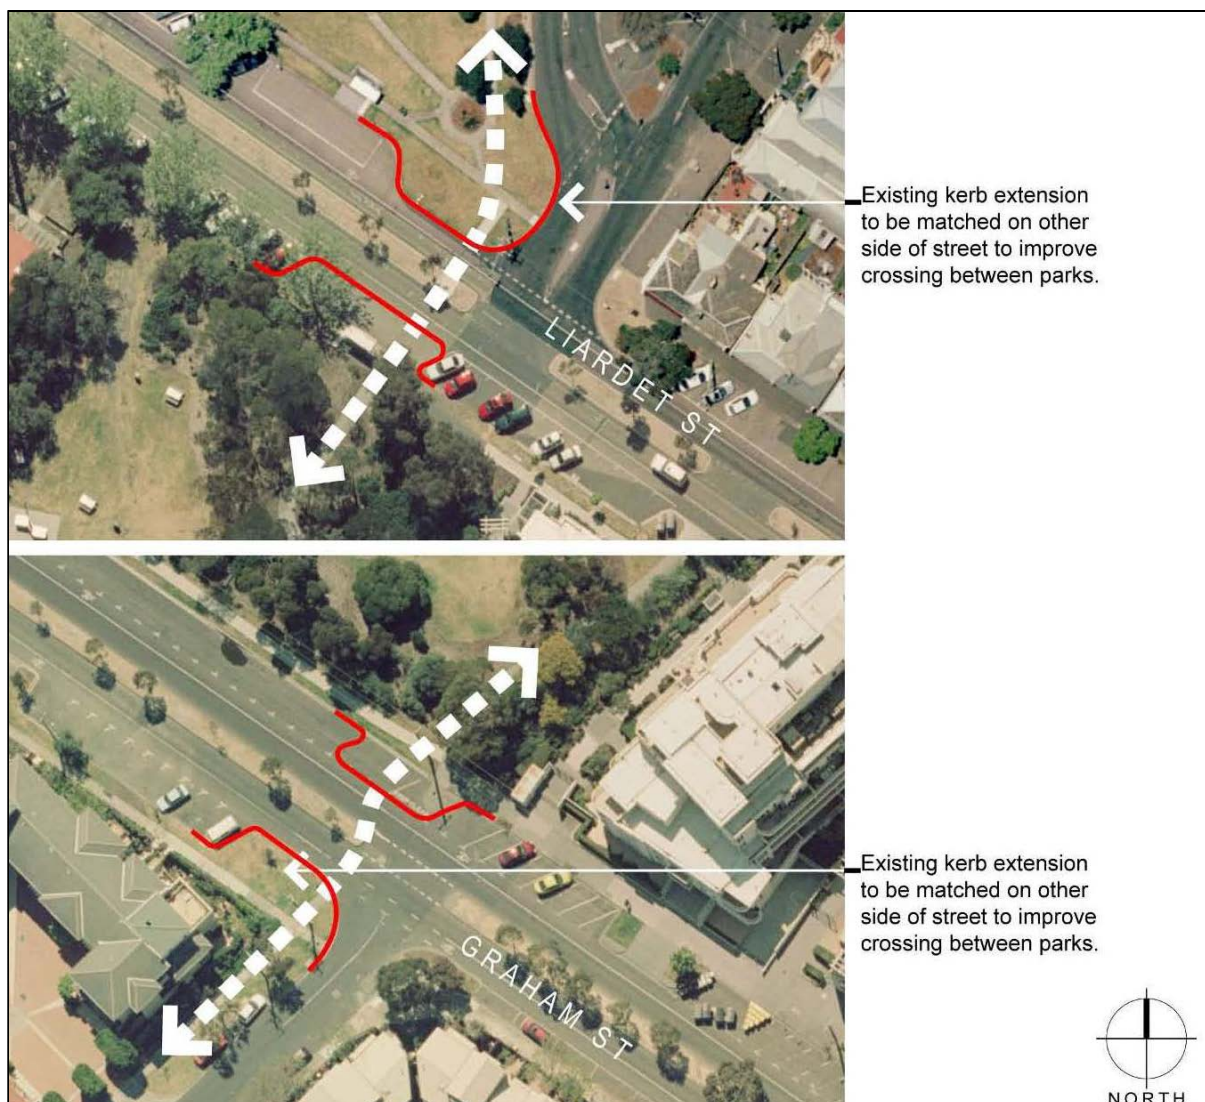 Existing kerb extension
to be matched on other
side of street to improve
crossing between parks.
LIARDET ST
Existing kerb extension
to be matched on other
side of street to improve
crossing between parks.
GRAHAM ST
NORTH